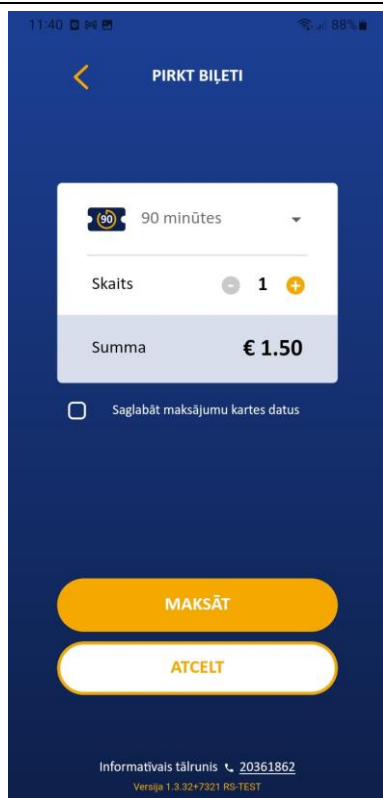 11:40 88%
PIRKT BIĻETI
90 90 minūtes
Skaits - 1 +
Summa € 1.50
Saglabāt maksājumu kartes datus
MAKSĀT
ATCELT
Informatīvais tālrunis 20361862
Versija 1.3.32+7321 RS-TEST